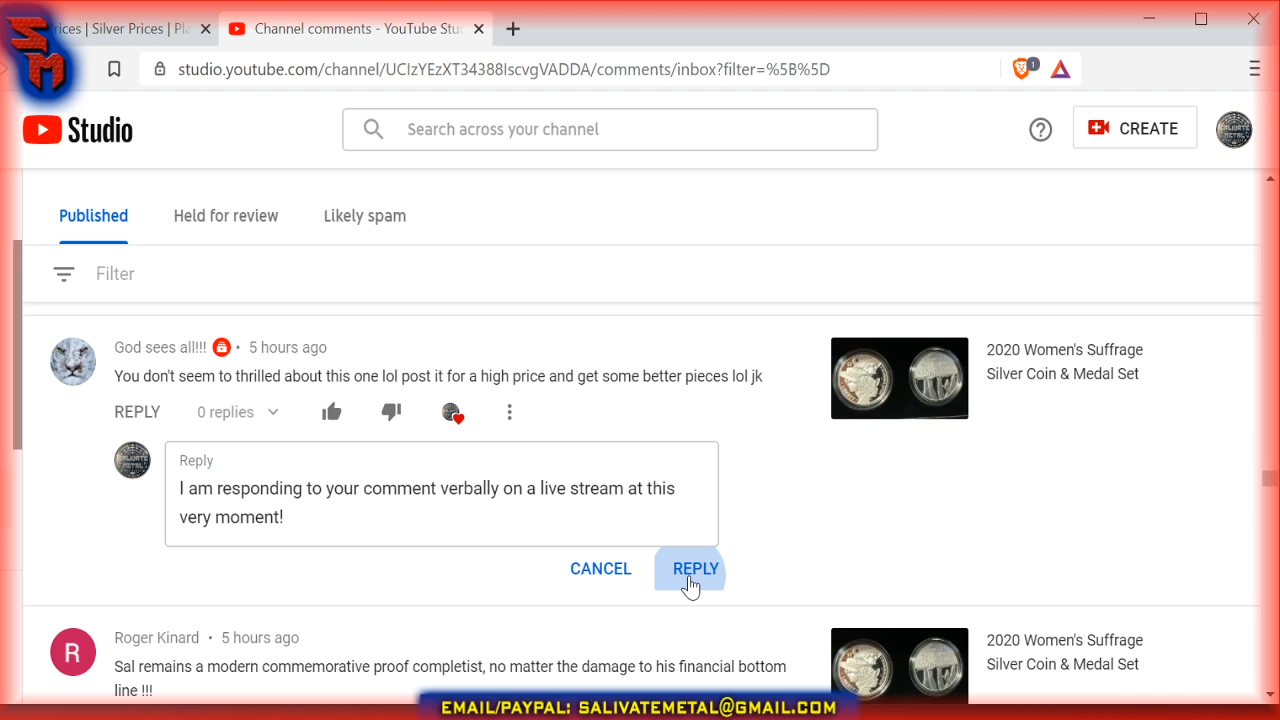 SM
rices | Silver Prices | Pla
Channel comments - YouTube Stu
studio.youtube.com/channel/UCIzYEzXT34388IscvgVADDA/comments/inbox?filter=%5B%5D
1
Studio
Search across your channel
CREATE
Published
Held for review
Likely spam
Filter
God sees all!!! • 5 hours ago
You don't seem to thrilled about this one lol post it for a high price and get some better pieces lol jk
REPLY
0 replies
2020 Women's Suffrage
Silver Coin & Medal Set
Reply
I am responding to your comment verbally on a live stream at this
very moment!
CANCEL
REPLY
R
Roger Kinard • 5 hours ago
Sal remains a modern commemorative proof completist, no matter the damage to his financial bottom
line !!!
2020 Women's Suffrage
Silver Coin & Medal Set
EMAIL/PAYPAL: SALIVATEMETAL@GMAIL.COM